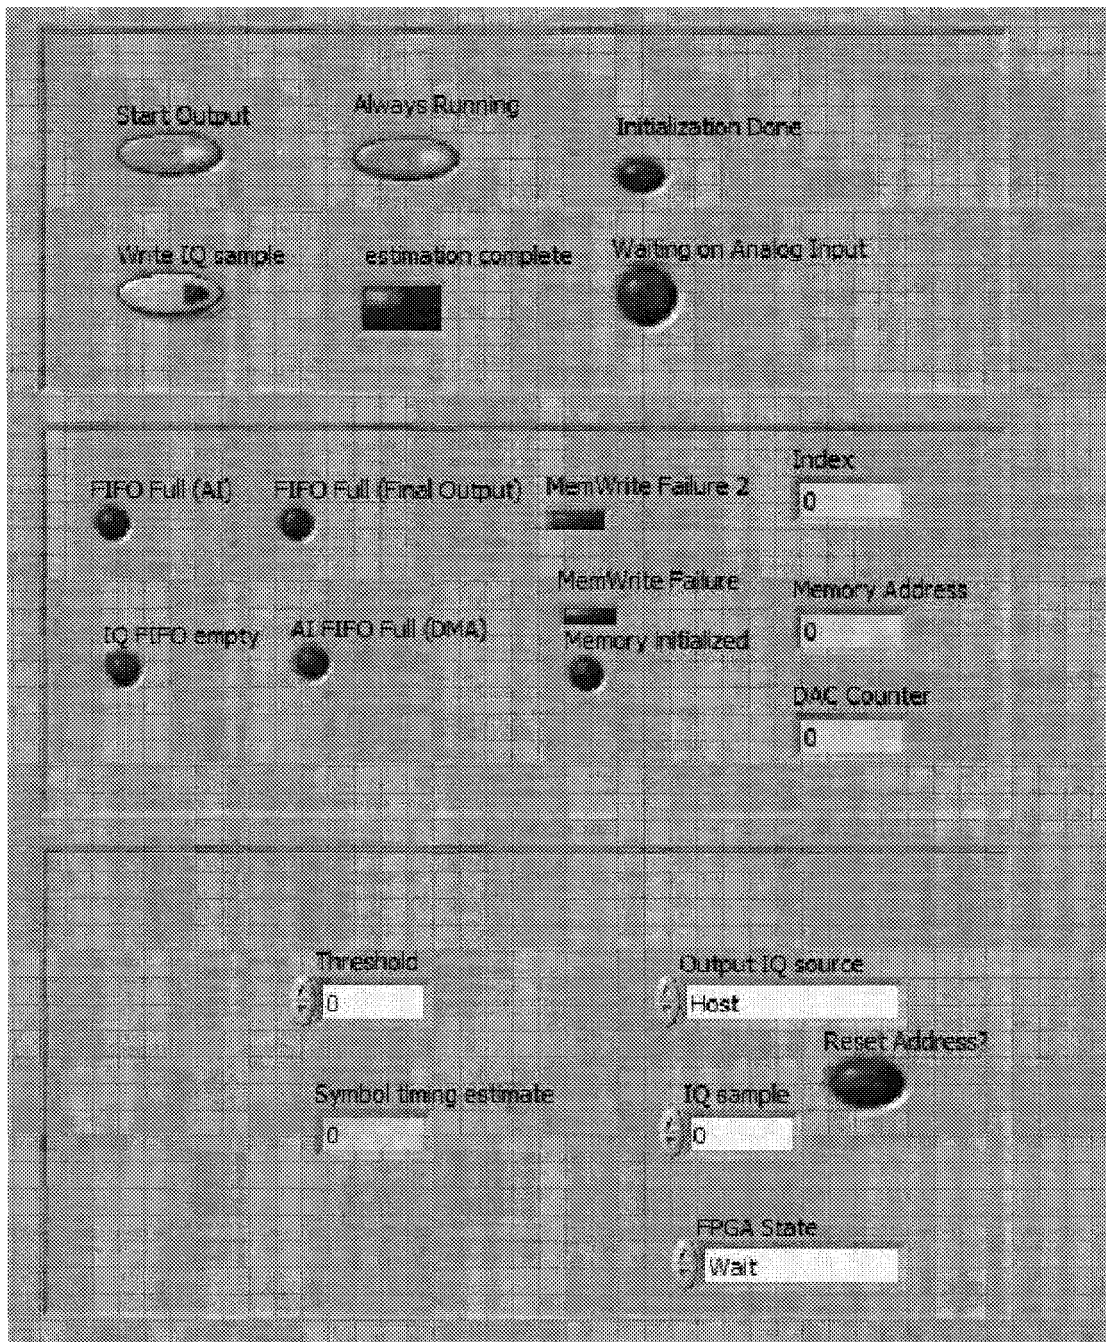 Start Output
Always Running
Initialization Done
Write IQ sample
estimation complete
Waiting on Analog Input
FIFO Full (AI)
FIFO Full (Final Output)
MemWrite Failure 2
Index
0
MemWrite Failure
Memory Address
0
IQ FIFO empty
AI FIFO Full (DMA)
Memory initialized
DAC Counter
0
Threshold
0
Output IQ source
Host
Reset Address?
Symbol timing estimate
0
IQ sample
0
FPGA State
Wait